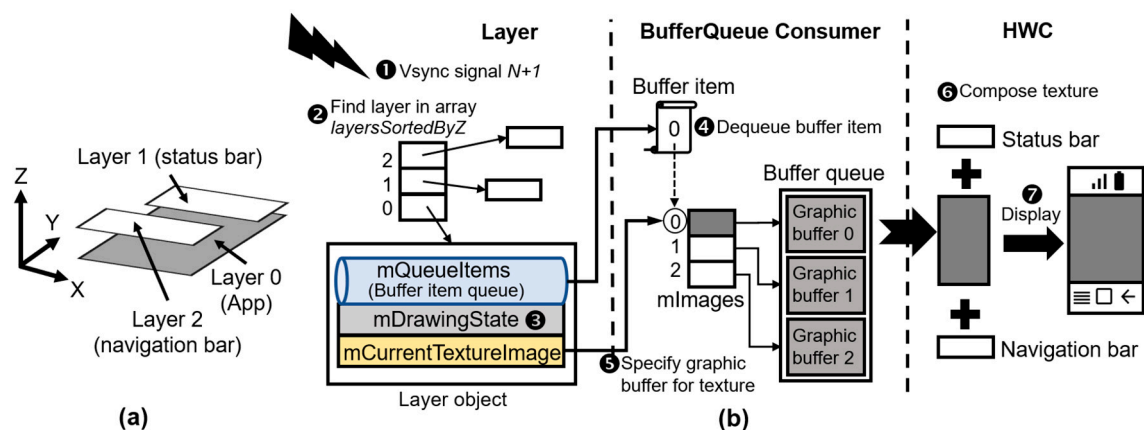 Layer
BufferQueue Consumer
HWC
❶ Vsync signal N+1
❷ Find layer in array
layersSortedByZ
2
1
0
Buffer item
0
❹ Dequeue buffer item
❻ Compose texture
Status bar
❼
Display
Navigation bar
Z
Y
X
Layer 1 (status bar)
Layer 0
(App)
Layer 2
(navigation bar)
mQueueItems
(Buffer item queue)
mDrawingState ❸
mCurrentTextureImage
Layer object
0
1
2
mImages
Buffer queue
Graphic
buffer 0
Graphic
buffer 1
Graphic
buffer 2
❺ Specify graphic
buffer for texture
(a)
(b)